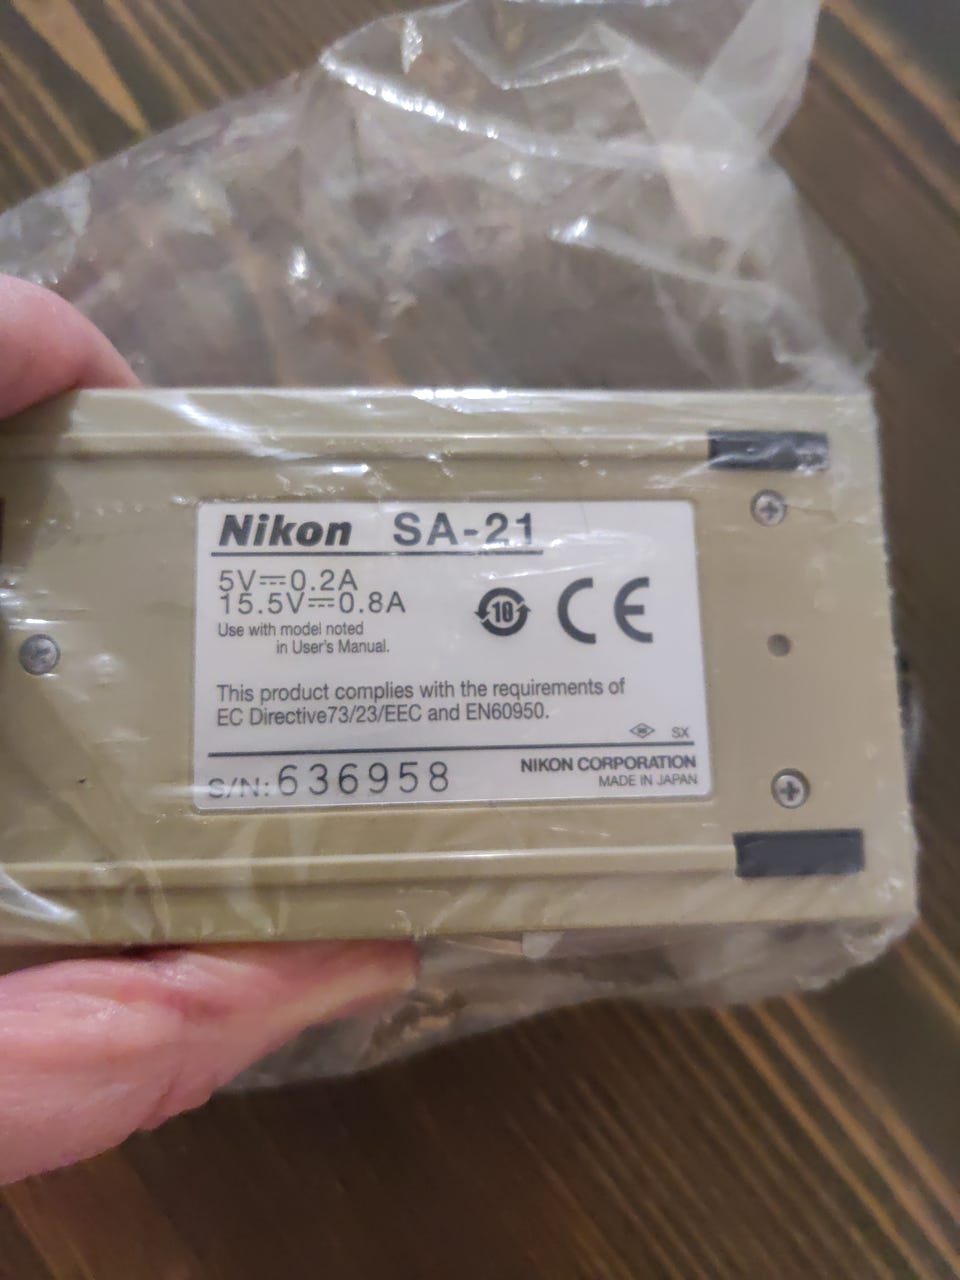 Nikon SA-21
5V⎓0.2A
15.5V⎓0.8A
Use with model noted
in User's Manual.
10 CE
This product complies with the requirements of
EC Directive73/23/EEC and EN60950.
SX
S/N:636958
NIKON CORPORATION
MADE IN JAPAN